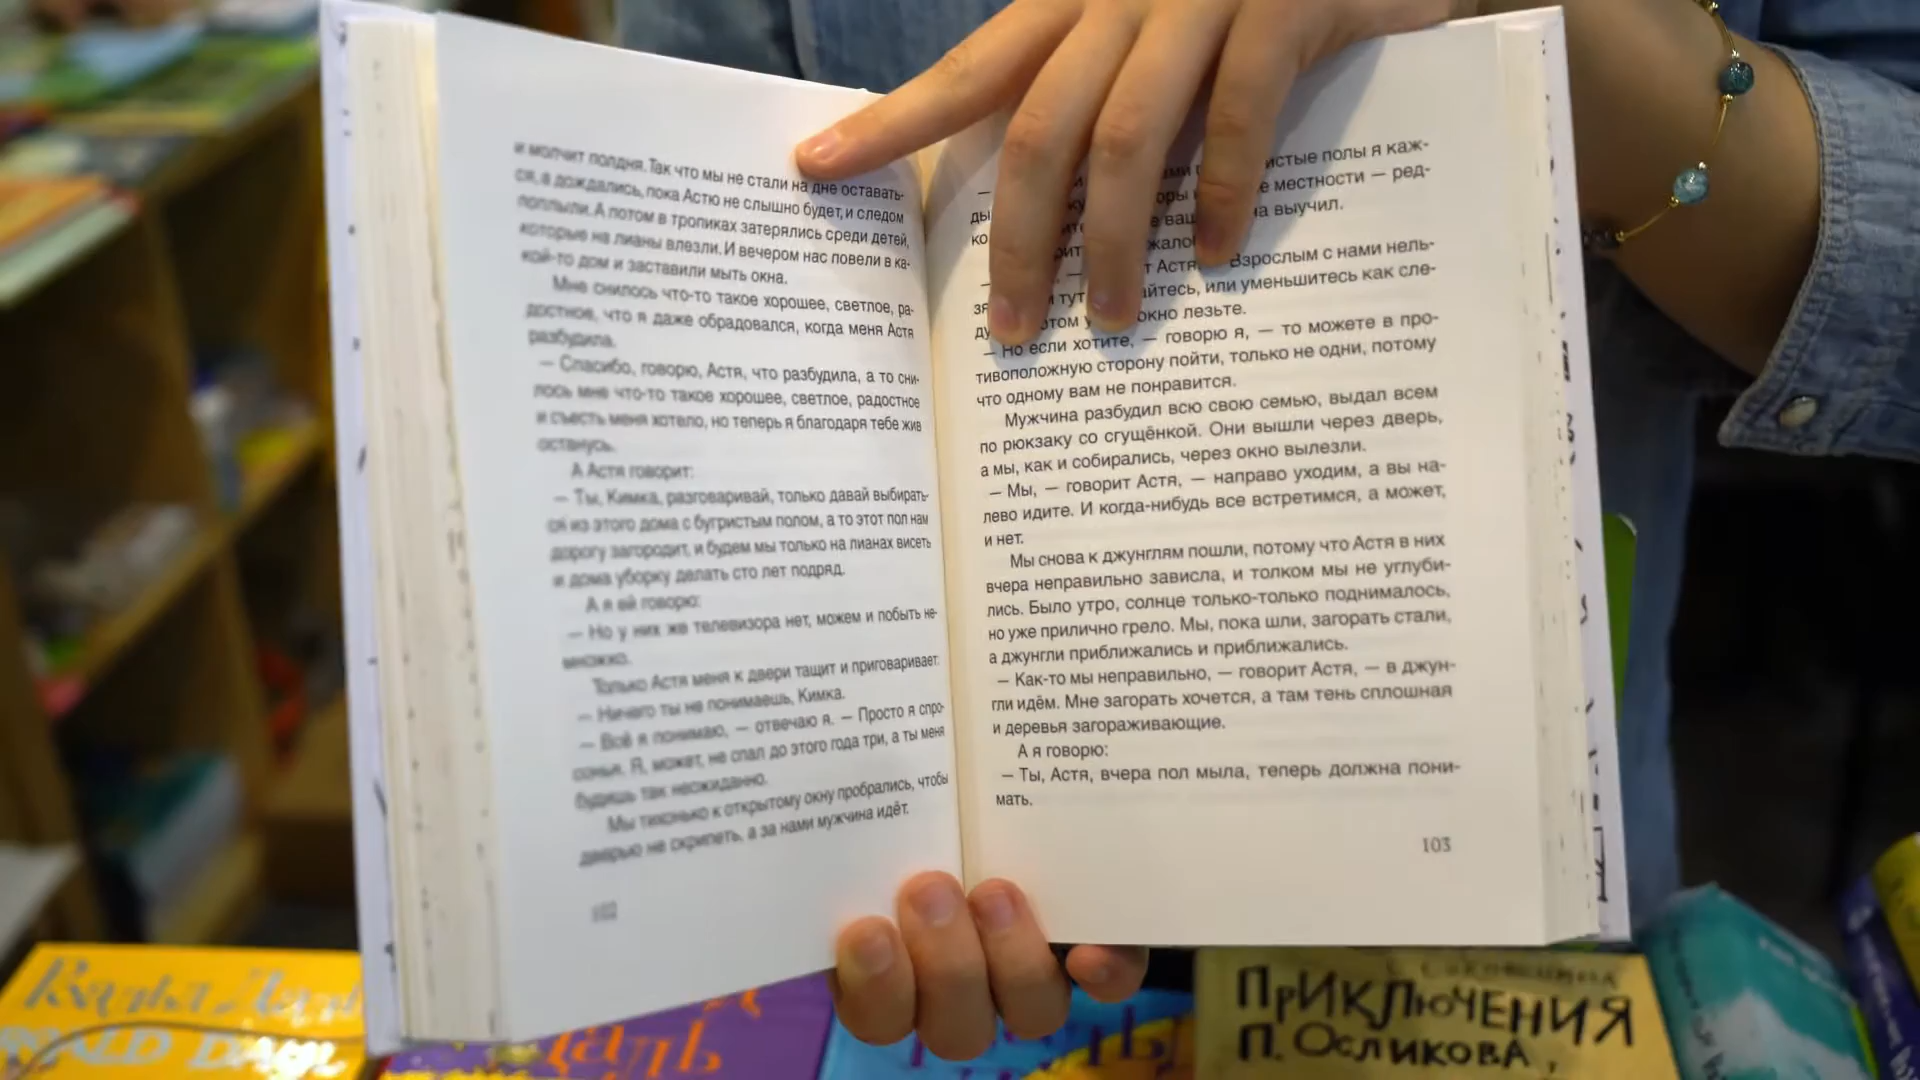 и молчит полдня. Так что мы не стали на дне оставать-
ся, а дождались, пока Астю не слышно будет, и следом
поплыли. А потом в тропиках затерялись среди детей,
которые на лианы влезли. И вечером нас повели в ка-
кой-то дом и заставили мыть окна.
Мне снилось что-то такое хорошее, светлое, ра-
достное, что я даже обрадовался, когда меня Астя
разбудила.
— Спасибо, говорю, Астя, что разбудила, а то сни-
лось мне что-то такое хорошее, светлое, радостное
и съесть меня хотело, но теперь я благодаря тебе жив
останусь.
А Астя говорит:
— Ты, Кимка, разговаривай, только давай выбирать-
ся из этого дома с бугристым полом, а то этот пол нам
дорогу загородит, и будем мы только на лианах висеть
и дома уборку делать сто лет подряд.
А я ей говорю:
— Но у них же телевизора нет, можем и побыть не-
множко.
Только Астя меня к двери тащит и приговаривает:
— Ничего ты не понимаешь, Кимка.
— Всё я понимаю, — отвечаю я. — Просто я спро-
сонья. Я, может, не спал до этого года три, а ты меня
будишь так неожиданно.
Мы тихонько к открытому окну пробрались, чтобы
дверью не скрипеть, а за нами мужчина идёт.
102
полы я каж-
местности — ред-
выучил.
Астя Взрослым с нами нель-
тут или уменьшитесь как сле-
окно лезьте.
— Но если хотите, — говорю я, — то можете в про-
тивоположную сторону пойти, только не одни, потому
что одному вам не понравится.
Мужчина разбудил всю свою семью, выдал всем
по рюкзаку со сгущёнкой. Они вышли через дверь,
а мы, как и собирались, через окно вылезли.
— Мы, — говорит Астя, — направо уходим, а вы на-
лево идите. И когда-нибудь все встретимся, а может,
и нет.
Мы снова к джунглям пошли, потому что Астя в них
вчера неправильно зависла, и толком мы не углуби-
лись. Было утро, солнце только-только поднималось,
но уже прилично грело. Мы, пока шли, загорать стали,
а джунгли приближались и приближались.
— Как-то мы неправильно, — говорит Астя, — в джун-
гли идём. Мне загорать хочется, а там тень сплошная
и деревья загораживающие.
А я говорю:
— Ты, Астя, вчера пол мыла, теперь должна пони-
мать.
103
ПРИКЛЮЧЕНИЯ
П. ОСЛИКОВА,